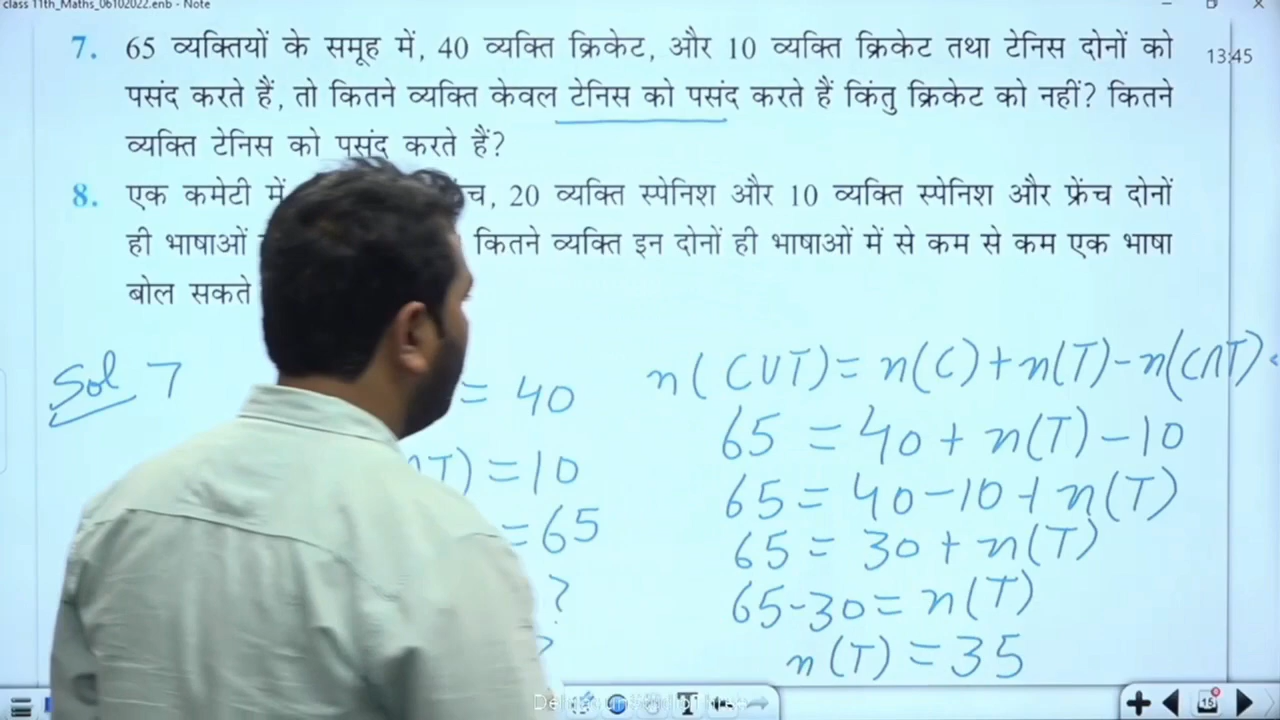 class 11th_Maths_06102022.enb - Note
13:45
7. 65 व्यक्तियों के समूह में, 40 व्यक्ति क्रिकेट, और 10 व्यक्ति क्रिकेट तथा टेनिस दोनों को
पसंद करते हैं, तो कितने व्यक्ति केवल टेनिस को पसंद करते हैं किंतु क्रिकेट को नहीं? कितने
व्यक्ति टेनिस को पसंद करते हैं?
8. एक कमेटी में 20 व्यक्ति स्पेनिश और 10 व्यक्ति स्पेनिश और फ्रेंच दोनों
ही भाषाओं कितने व्यक्ति इन दोनों ही भाषाओं में से कम से कम एक भाषा
बोल सकते
Sol 7
= 40
T) = 10
= 65
?
?
n(C∪T) = n(C) + n(T) - n(C∩T)
65 = 40 + n(T) - 10
65 = 40 - 10 + n(T)
65 = 30 + n(T)
65 - 30 = n(T)
n(T) = 35
15